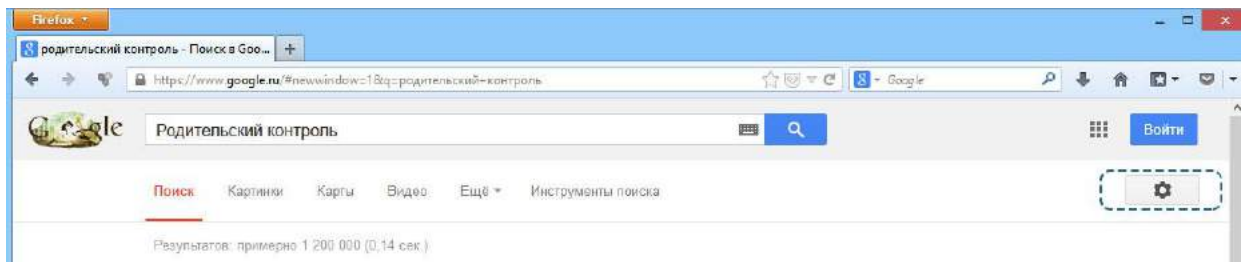 Firefox
родительский контроль - Поиск в Goo...
https://www.google.ru/#newwindow=1&q=родительский+контроль
Google
Google
Родительский контроль
Войти
Поиск Картинки Карты Видео Ещё Инструменты поиска
Результатов: примерно 1 200 000 (0,14 сек.)